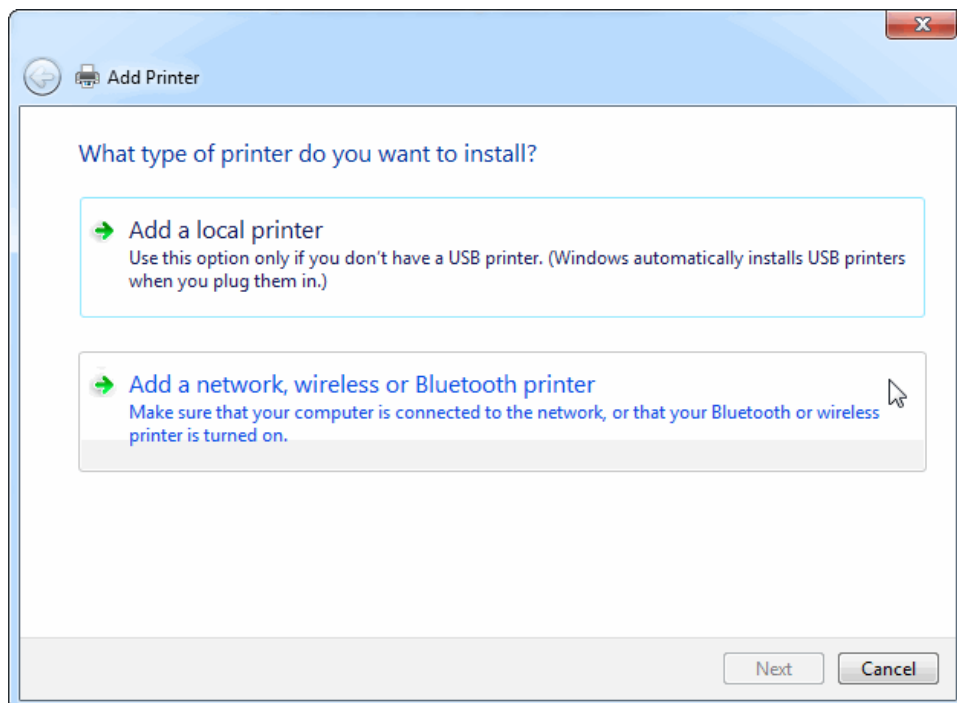 Add Printer
What type of printer do you want to install?
Add a local printer
Use this option only if you don't have a USB printer. (Windows automatically installs USB printers
when you plug them in.)
Add a network, wireless or Bluetooth printer
Make sure that your computer is connected to the network, or that your Bluetooth or wireless
printer is turned on.
Next
Cancel